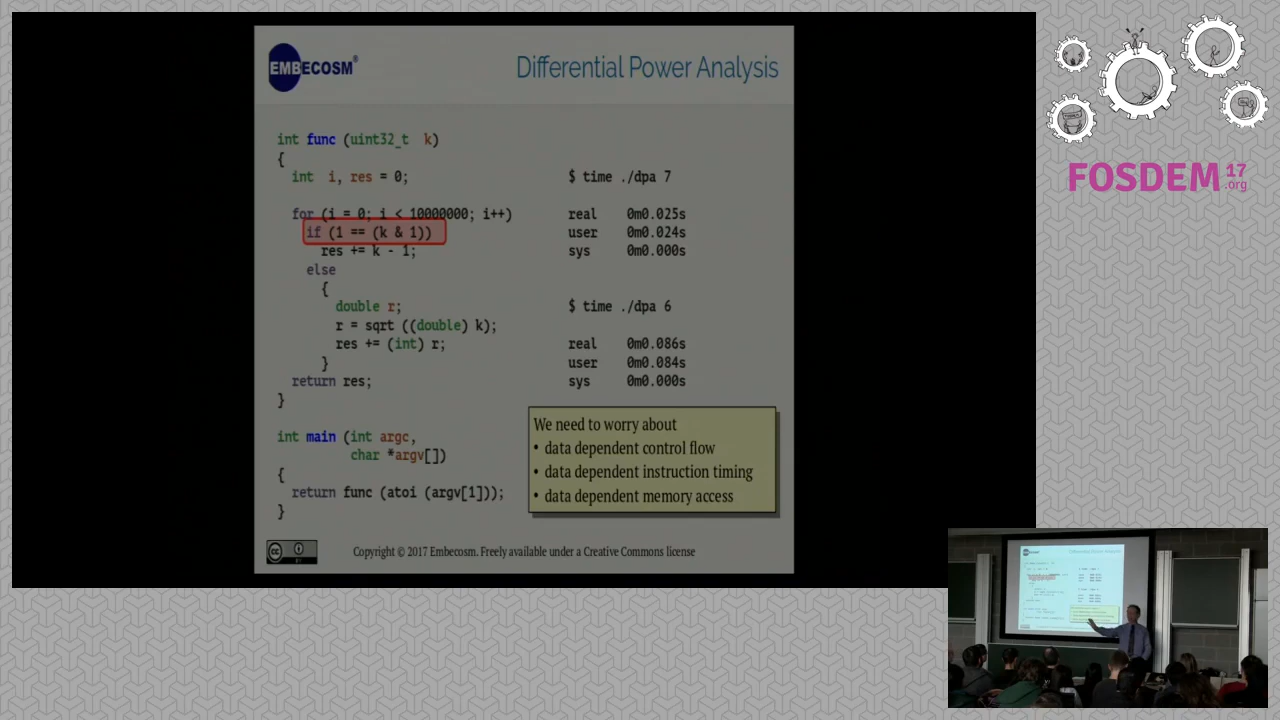 EMBECOSM®
Differential Power Analysis
int func (uint32_t k)
{
int i, res = 0;
for (i = 0; i < 10000000; i++)
if (1 == (k & 1))
res += k - 1;
else
{
double r;
r = sqrt ((double) k);
res += (int) r;
}
return res;
}
int main (int argc,
char *argv[])
{
return func (atoi (argv[1]));
}
$ time ./dpa 7
real 0m0.025s
user 0m0.024s
sys 0m0.000s
$ time ./dpa 6
real 0m0.086s
user 0m0.084s
sys 0m0.000s
We need to worry about
• data dependent control flow
• data dependent instruction timing
• data dependent memory access
cc
BY
Copyright © 2017 Embecosm. Freely available under a Creative Commons license
FOSDEM 17
.org